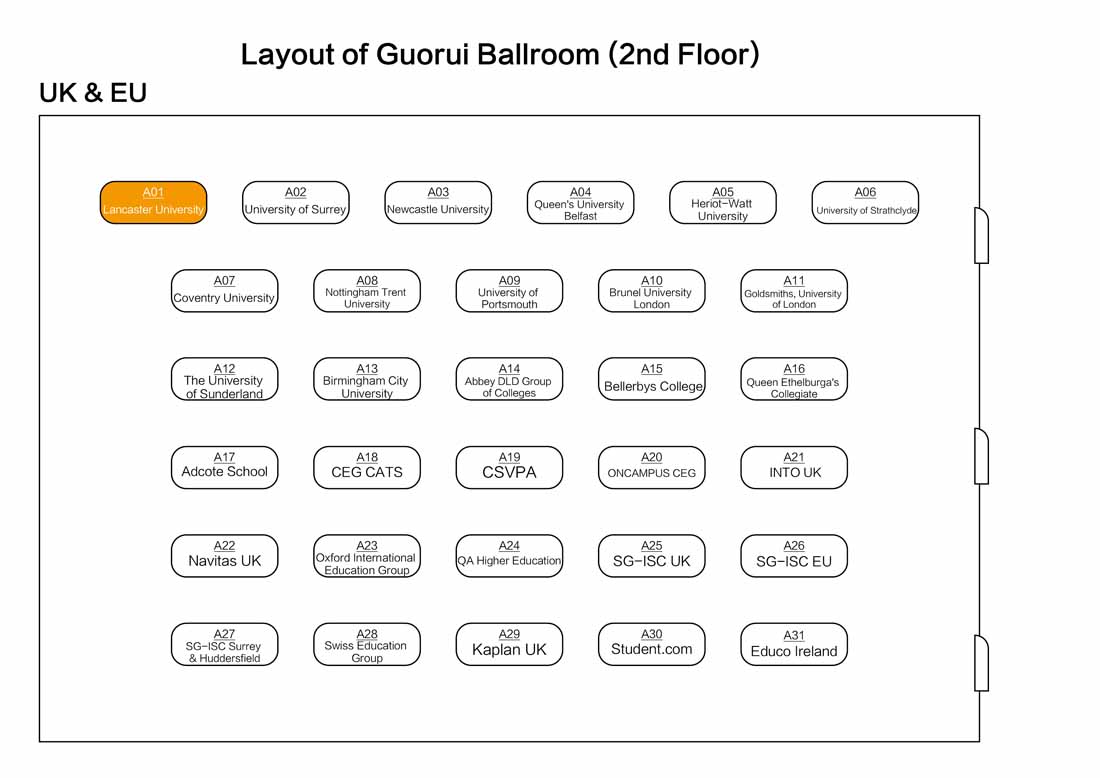 Layout of Guorui Ballroom (2nd Floor)
UK & EU
A01
Lancaster University
A02
University of Surrey
A03
Newcastle University
A04
Queen's University
Belfast
A05
Heriot-Watt
University
A06
University of Strathclyde
A07
Coventry University
A08
Nottingham Trent
University
A09
University of
Portsmouth
A10
Brunel University
London
A11
Goldsmiths, University
of London
A12
The University
of Sunderland
A13
Birmingham City
University
A14
Abbey DLD Group
of Colleges
A15
Bellerbys College
A16
Queen Ethelburga's
Collegiate
A17
Adcote School
A18
CEG CATS
A19
CSVPA
A20
ONCAMPUS CEG
A21
INTO UK
A22
Navitas UK
A23
Oxford International
Education Group
A24
QA Higher Education
A25
SG-ISC UK
A26
SG-ISC EU
A27
SG-ISC Surrey
& Huddersfield
A28
Swiss Education
Group
A29
Kaplan UK
A30
Student.com
A31
Educo Ireland